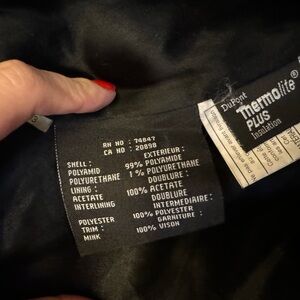 RN NO : 74847
CA NO : 20898
SHELL : EXTERIEUR :
POLYAMID 99% POLYAMIDE
POLYURETHANE 1% POLYURETHANE
LINING : DOUBLURE :
ACETATE 100% ACETATE
INTERLINING DOUBLURE
INTERMEDIAIRE :
POLYESTER 100% POLYESTER
TRIM : GARNITURE :
MINK 100% VISON
DuPont
Thermolite
PLUS
Insulation